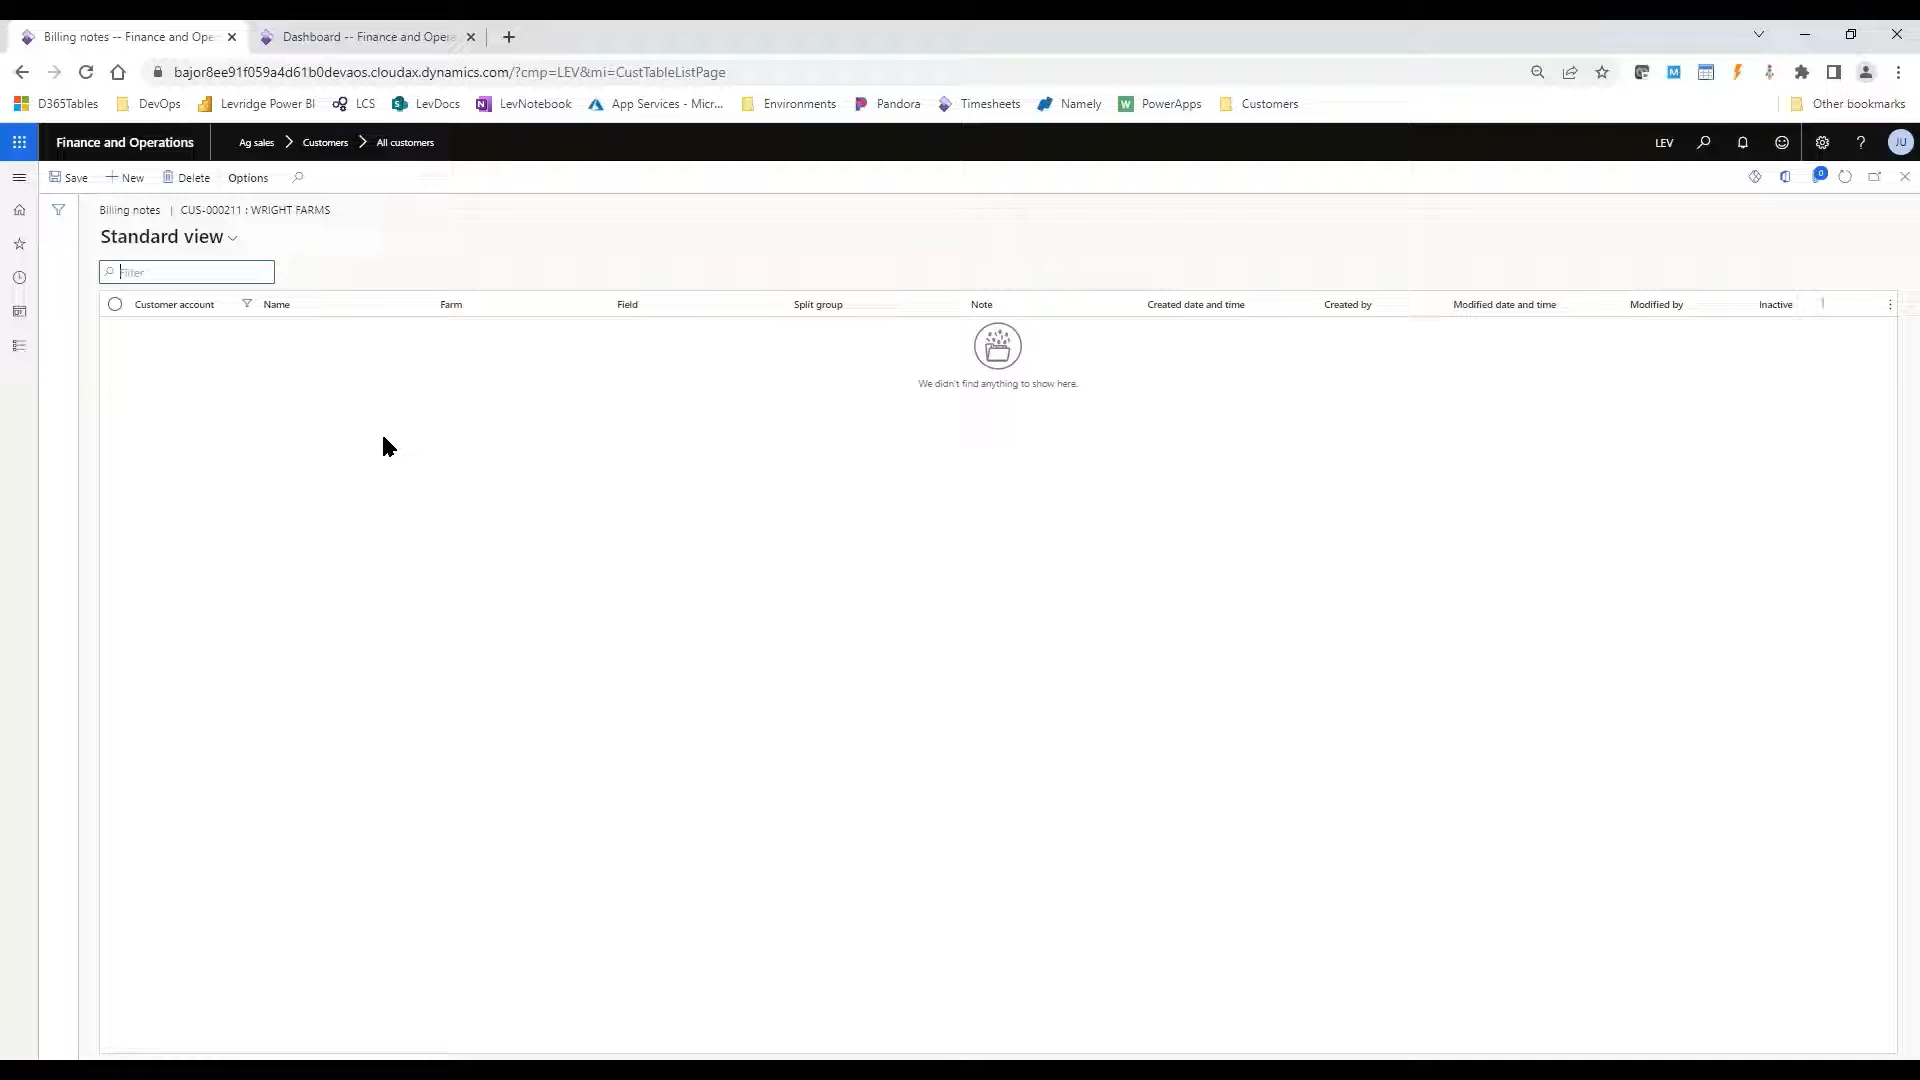 Billing notes -- Finance and Ope
Dashboard -- Finance and Opera
bajor8ee91f059a4d61b0devaos.cloudax.dynamics.com/?cmp=LEV&mi=CustTableListPage
D365Tables DevOps Levridge Power BI LCS LevDocs LevNotebook App Services - Micr... Environments Pandora Timesheets Namely PowerApps Customers Other bookmarks
Finance and Operations Ag sales Customers All customers LEV ? JU
Save New Delete Options 0
Billing notes | CUS-000211 : WRIGHT FARMS
Standard view
Filter
Customer account Name Farm Field Split group Note Created date and time Created by Modified date and time Modified by Inactive
We didn't find anything to show here.